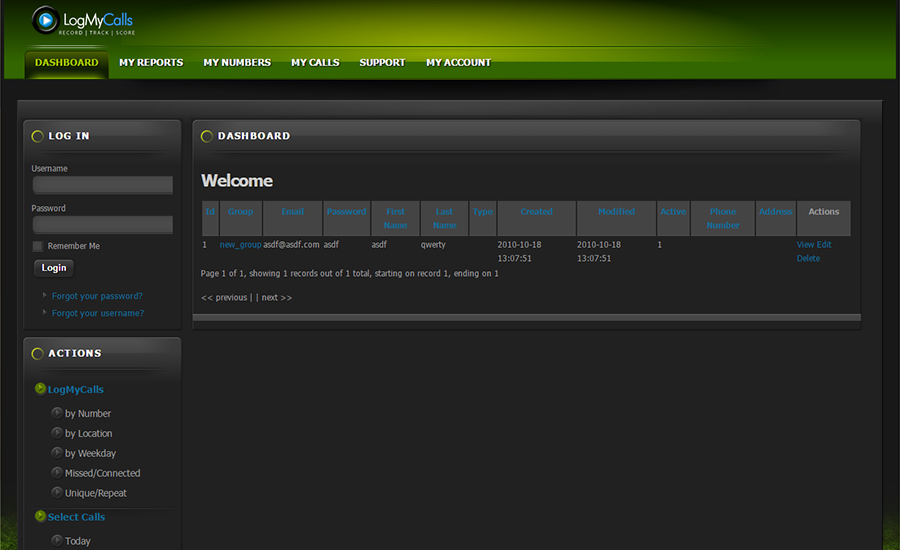 LogMyCalls
RECORD | TRACK | SCORE
DASHBOARD MY REPORTS MY NUMBERS MY CALLS SUPPORT MY ACCOUNT
LOG IN
Username
Password
Remember Me
Login
Forgot your password?
Forgot your username?
ACTIONS
LogMyCalls
by Number
by Location
by Weekday
Missed/Connected
Unique/Repeat
Select Calls
Today
DASHBOARD
Welcome
Id Group Email Password First Name Last Name Type Created Modified Active Phone Number Address Actions
1 new_group asdf@asdf.com asdf asdf qwerty 2010-10-18 2010-10-18 1 View Edit
13:07:51 13:07:51 Delete
Page 1 of 1, showing 1 records out of 1 total, starting on record 1, ending on 1
<< previous | | next >>